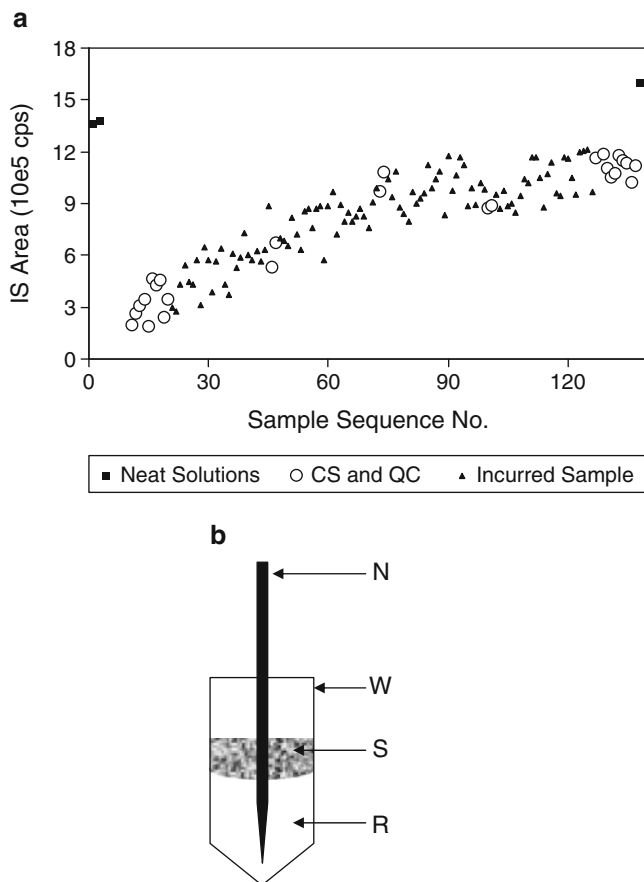 a
18
15
12
9
6
3
0
IS Area (10e5 cps)
0 30 60 90 120
Sample Sequence No.
Neat Solutions CS and QC Incurred Sample
b
N
W
S
R